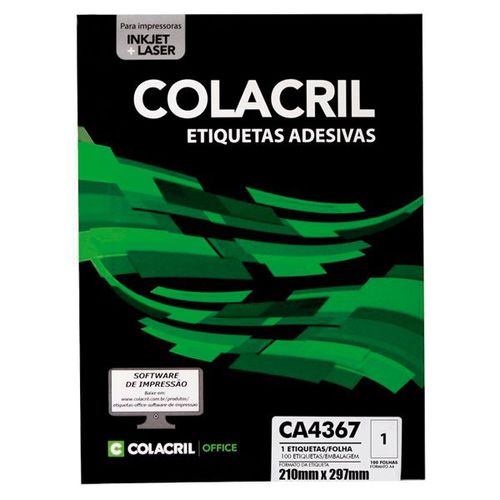 Para impressoras
INKJET
+ LASER
COLACRIL
ETIQUETAS ADESIVAS
SOFTWARE
DE IMPRESSÃO
Baixe em:
www.colacril.com.br/produtos/
etiquetas-office-software-de-impressao
C COLACRIL | OFFICE
CA4367
1 ETIQUETAS/FOLHA
100 ETIQUETAS/EMBALAGEM
FORMATO DA ETIQUETA
210mm x 297mm
1
100 FOLHAS
FORMATO A4